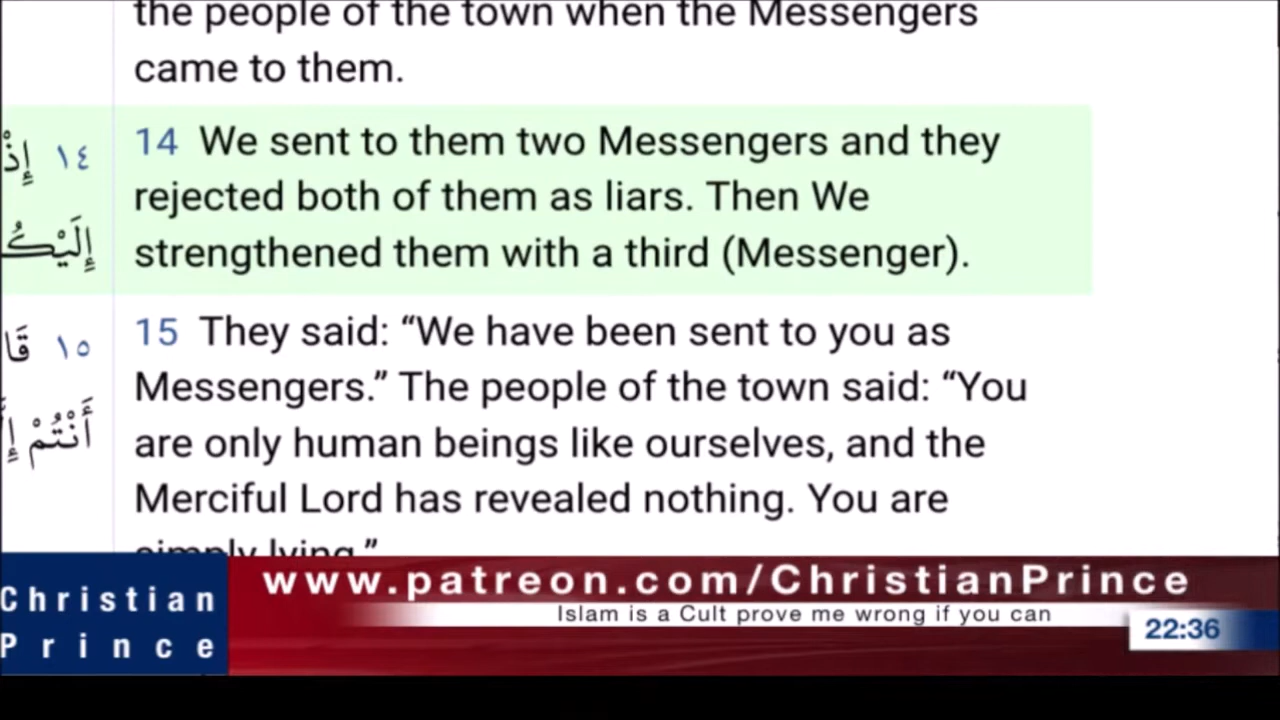 the people of the town when the Messengers
came to them.
١٤ إِذْ
14 We sent to them two Messengers and they
rejected both of them as liars. Then We
إِلَيْكُ
strengthened them with a third (Messenger).
١٥ قَا
15 They said: “We have been sent to you as
Messengers.” The people of the town said: “You
أَنْتُمْ إِ
are only human beings like ourselves, and the
Merciful Lord has revealed nothing. You are
simply lying.”
www.patreon.com/ChristianPrince
Islam is a Cult prove me wrong if you can
Christian
Prince
22:36